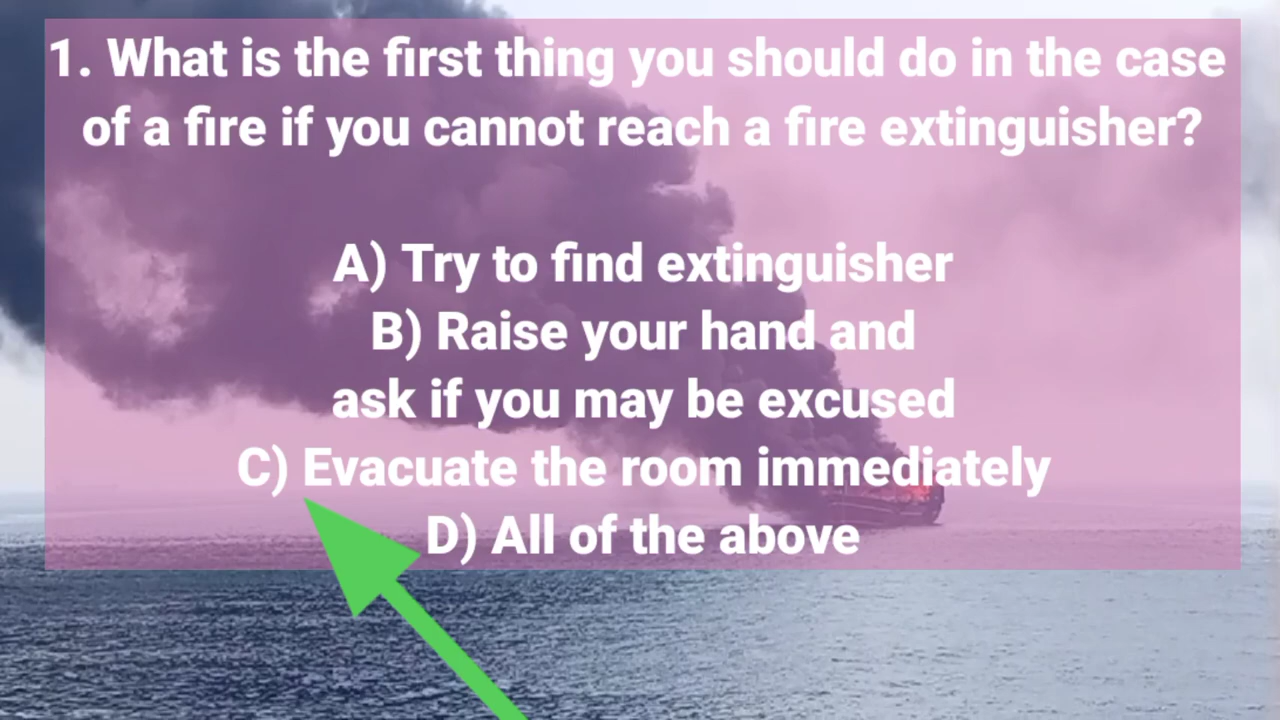 1. What is the first thing you should do in the case
of a fire if you cannot reach a fire extinguisher?
A) Try to find extinguisher
B) Raise your hand and
ask if you may be excused
C) Evacuate the room immediately
D) All of the above